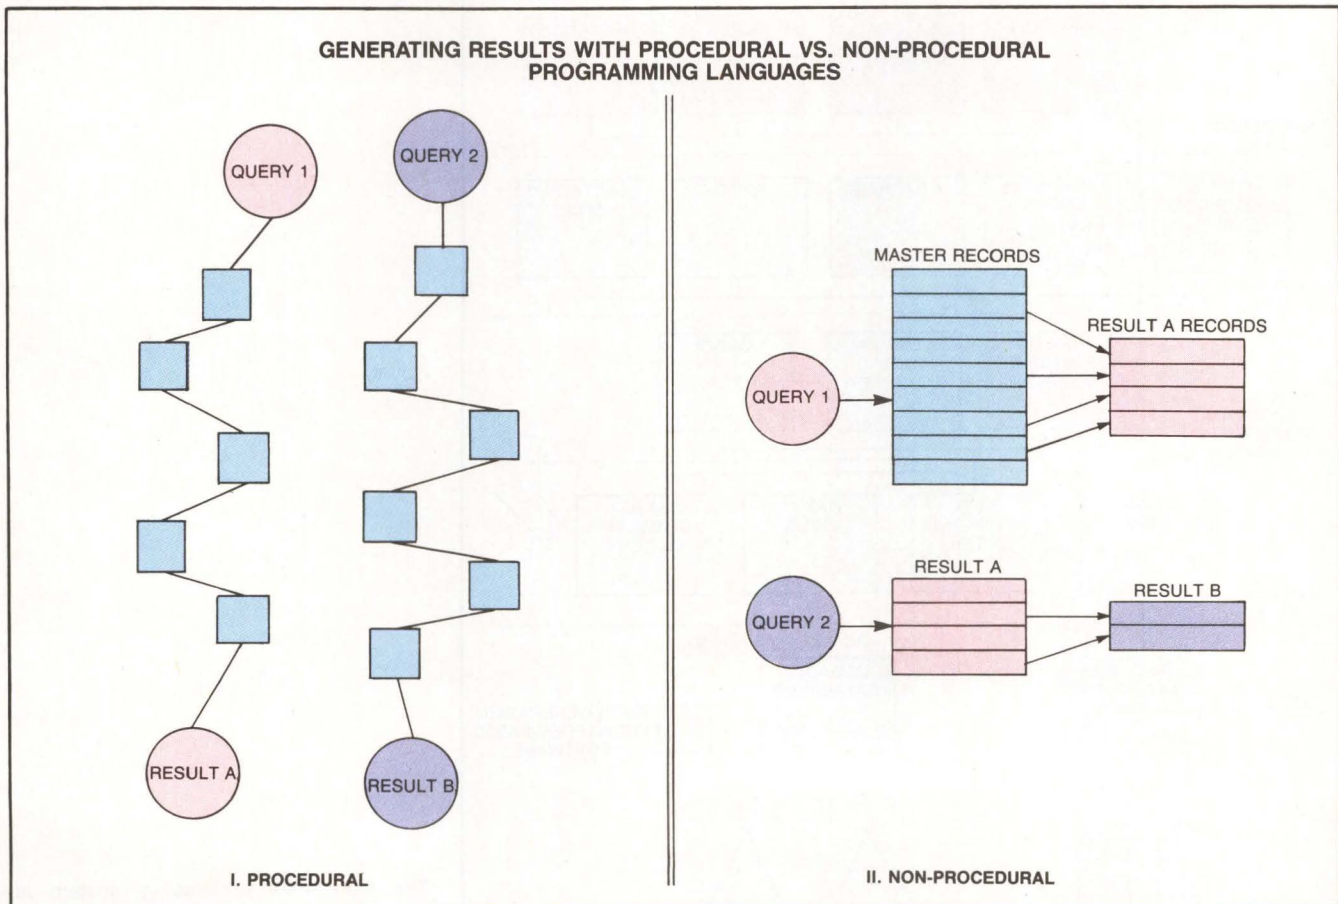 GENERATING RESULTS WITH PROCEDURAL VS. NON-PROCEDURAL
PROGRAMMING LANGUAGES
QUERY 1
QUERY 2
RESULT A
RESULT B
I. PROCEDURAL
MASTER RECORDS
RESULT A RECORDS
QUERY 1
RESULT A
RESULT B
QUERY 2
II. NON-PROCEDURAL